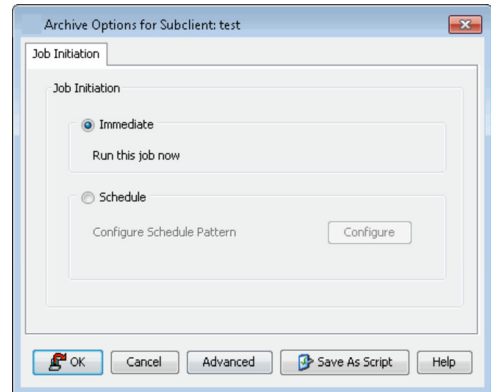 Archive Options for Subclient: test
Job Initiation
Job Initiation
Immediate
Run this job now
Schedule
Configure Schedule Pattern
Configure
OK
Cancel
Advanced
Save As Script
Help